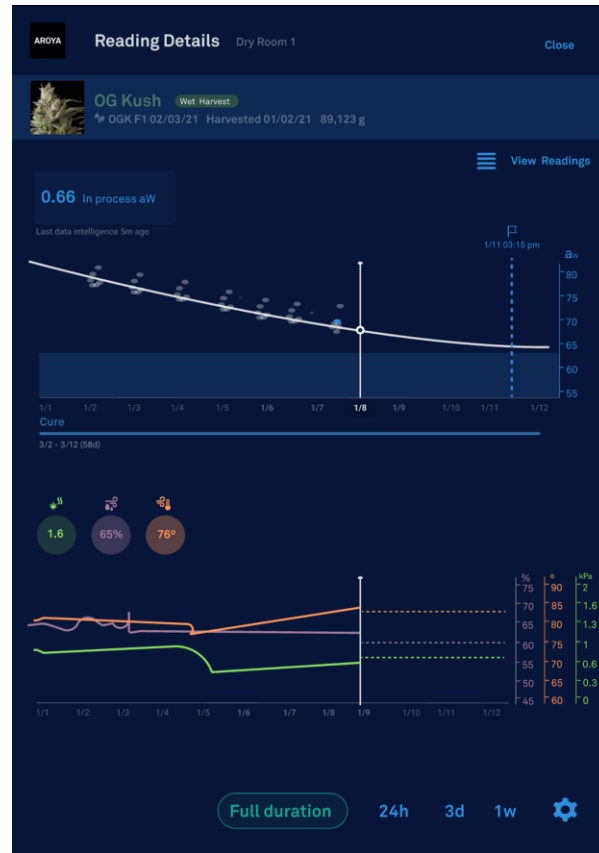 AROYA
Reading Details Dry Room 1
Close
OG Kush Wet Harvest
OGK F1 02/03/21 Harvested 01/02/21 89,123 g
View Readings
0.66 In process aW
Last data intelligence 5m ago
1/11 03:15 pm
aw
80
75
70
65
60
55
1/1 1/2 1/3 1/4 1/5 1/6 1/7 1/8 1/9 1/10 1/11 1/12
Cure
3/2 - 3/12 (58d)
1.6 65% 76°
% ° kPa
75 90 2
70 85 1.6
65 80 1.3
60 75 1
55 70 0.6
50 65 0.3
45 60 0
1/1 1/2 1/3 1/4 1/5 1/6 1/7 1/8 1/9 1/10 1/11 1/12
Full duration 24h 3d 1w